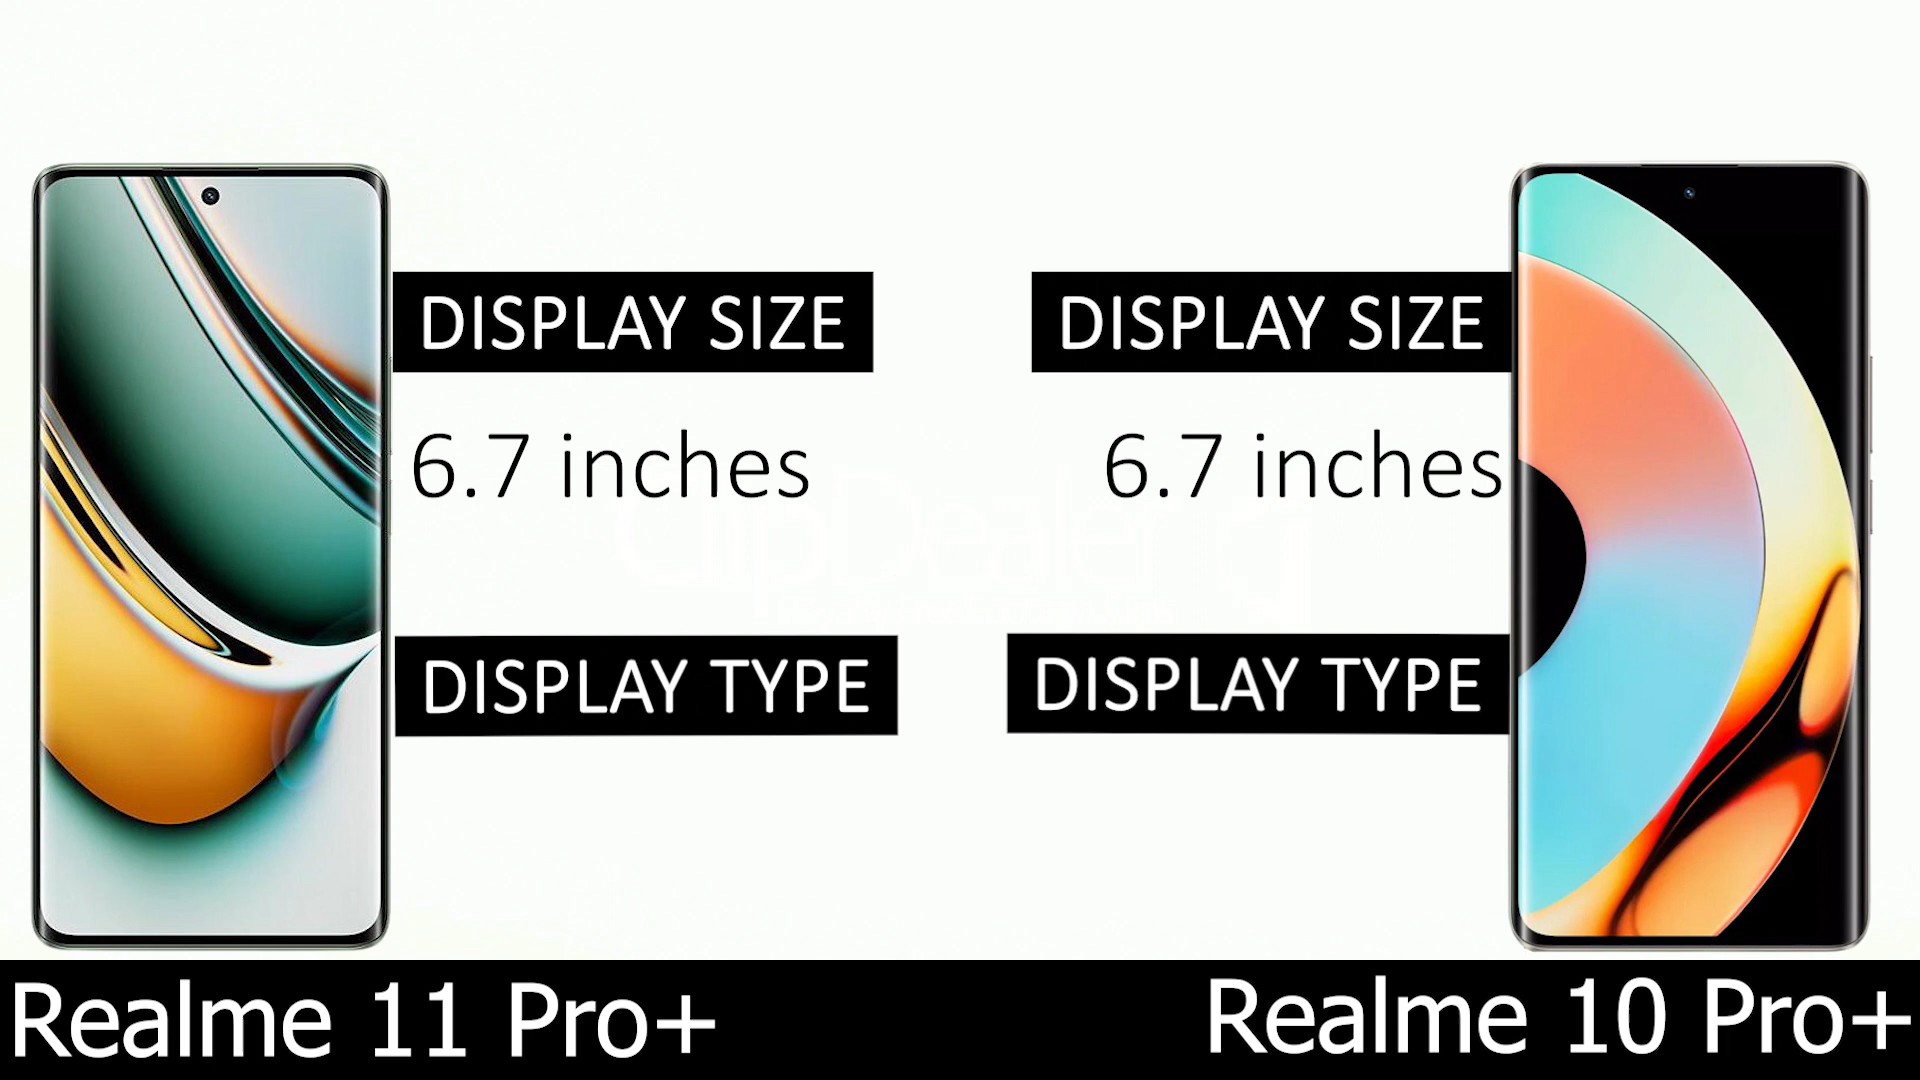 DISPLAY SIZE
6.7 inches
DISPLAY TYPE
Realme 11 Pro+
DISPLAY SIZE
6.7 inches
DISPLAY TYPE
Realme 10 Pro+